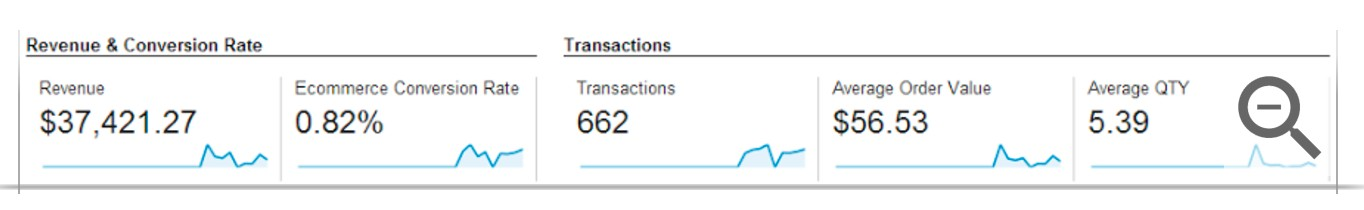 Revenue & Conversion Rate
Transactions
Revenue
Ecommerce Conversion Rate
Transactions
Average Order Value
Average QTY
$37,421.27
0.82%
662
$56.53
5.39